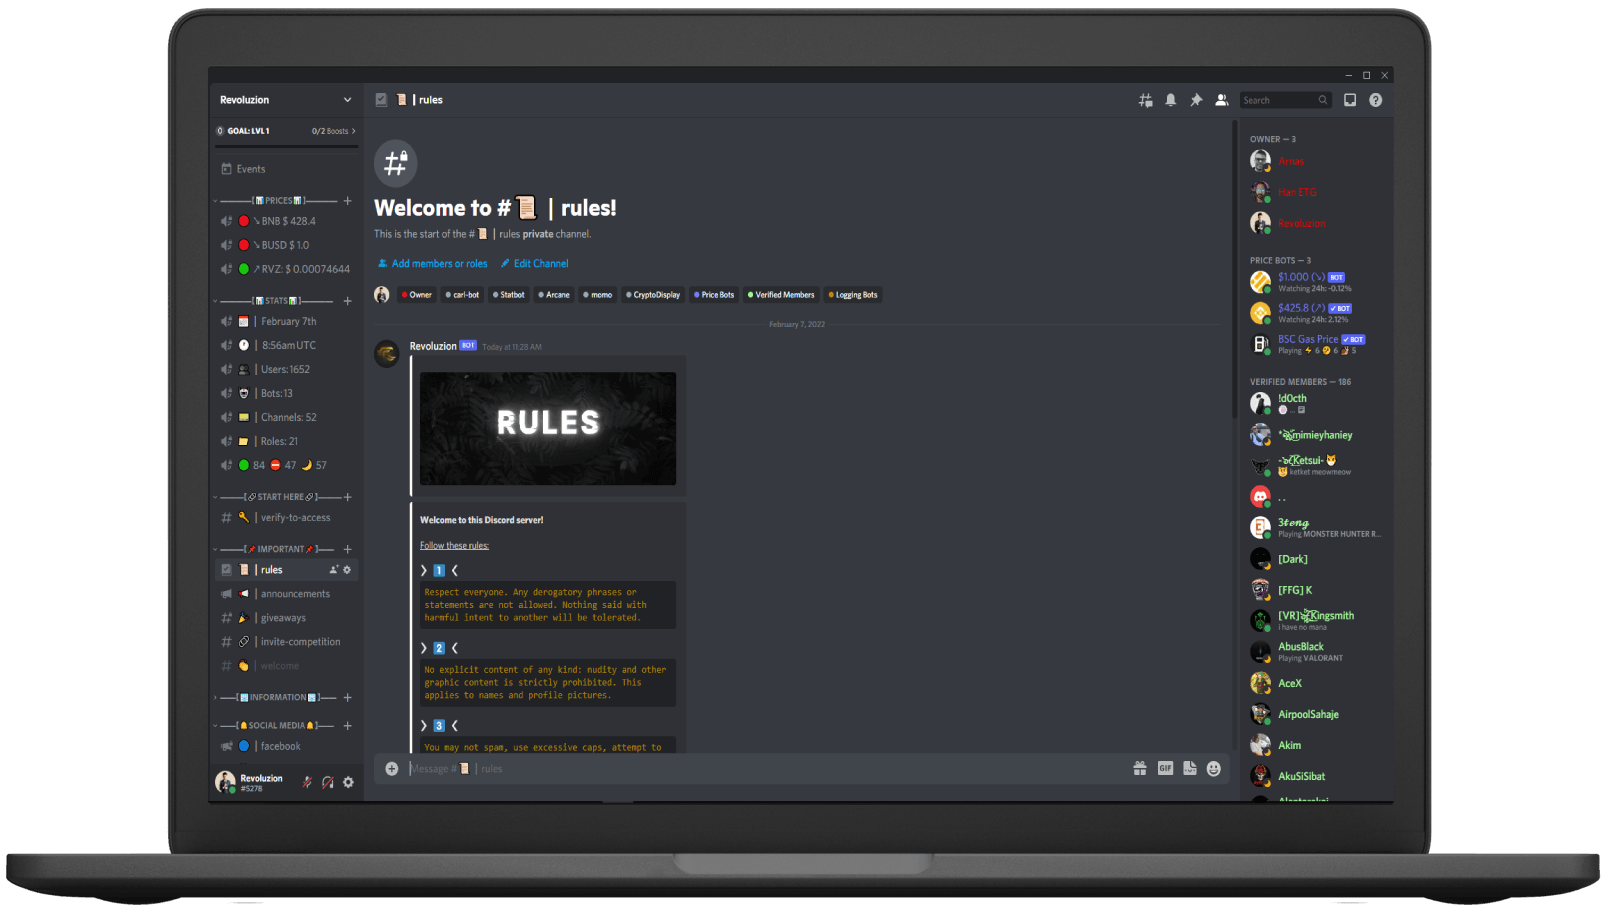 Revoluzion
GOAL: LVL 1
0/2 Boosts >
Events
[PRICES]
BNB $ 428.4
BUSD $ 1.0
RVZ: $ 0.00074644
[STATS]
| February 7th
| 8:56am UTC
| Users: 1652
| Bots: 13
| Channels: 52
| Roles: 21
84 47 57
[START HERE]
| verify-to-access
[IMPORTANT]
| rules
| announcements
| giveaways
| invite-competition
| welcome
[INFORMATION]
[SOCIAL MEDIA]
| facebook
Revoluzion
#5278
| rules
Welcome to # | rules!
This is the start of the # | rules private channel.
Add members or roles
Edit Channel
Owner
carl-bot
Statbot
Arcane
momo
CryptoDisplay
Price Bots
Verified Members
Logging Bots
February 7, 2022
Revoluzion BOT Today at 11:28 AM
RULES
Welcome to this Discord server!
Follow these rules:
❯ 1 ❮
Respect everyone. Any derogatory phrases or
statements are not allowed. Nothing said with
harmful intent to another will be tolerated.
❯ 2 ❮
No explicit content of any kind: nudity and other
graphic content is strictly prohibited. This
applies to names and profile pictures.
❯ 3 ❮
You may not spam, use excessive caps, attempt to
Message # | rules
GIF
Search
OWNER — 3
Arnas
Han ETG
Revoluzion
PRICE BOTS — 3
$1.000 (↘) BOT
Watching 24h: -0.12%
$425.8 (↗) ✓ BOT
Watching 24h: 2.12%
BSC Gas Price ✓ BOT
Playing 6 6 5
VERIFIED MEMBERS — 186
!d0cth
...
mimieyhaniey
Ketsui-
ketket meowmeow
. .
3𝓽𝓮𝓷𝓰
Playing MONSTER HUNTER R...
[Dark]
[FFG] K
[VR] Kingsmith
i have no mana
AbusBlack
Playing VALORANT
AceX
AirpoolSahaje
Akim
AkuSiSibat